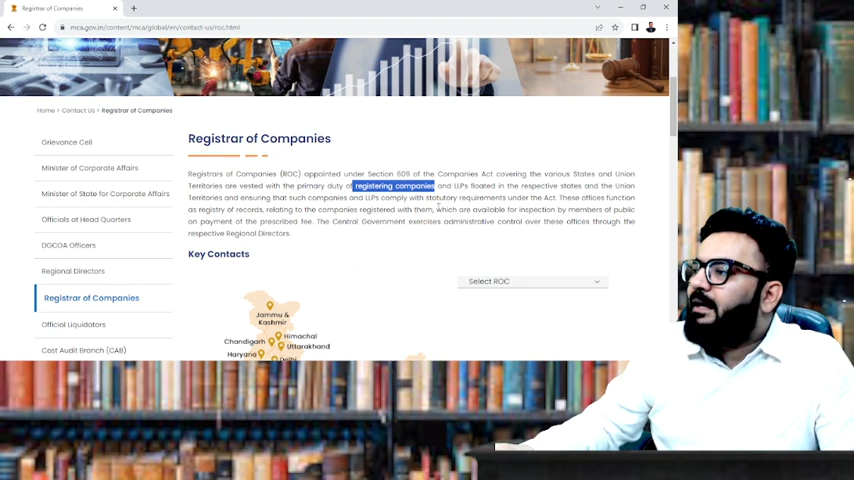 Registrar of Companies
mca.gov.in/content/mca/global/en/contact-us/roc.html
Home > Contact Us > Registrar of Companies
Grievance Cell
Minister of Corporate Affairs
Minister of State for Corporate Affairs
Officials at Head Quarters
DGCOA Officers
Regional Directors
Registrar of Companies
Official Liquidators
Cost Audit Branch (CAB)
Registrar of Companies
Registrars of Companies (ROC) appointed under Section 609 of the Companies Act covering the various States and Union
Territories are vested with the primary duty of registering companies and LLPs floated in the respective states and the Union
Territories and ensuring that such companies and LLPs comply with statutory requirements under the Act. These offices function
as registry of records, relating to the companies registered with them, which are available for inspection by members of public
on payment of the prescribed fee. The Central Government exercises administrative control over these offices through the
respective Regional Directors.
Key Contacts
Select ROC
Jammu &
Kashmir
Himachal
Chandigarh
Uttarakhand
Haryana
Delhi